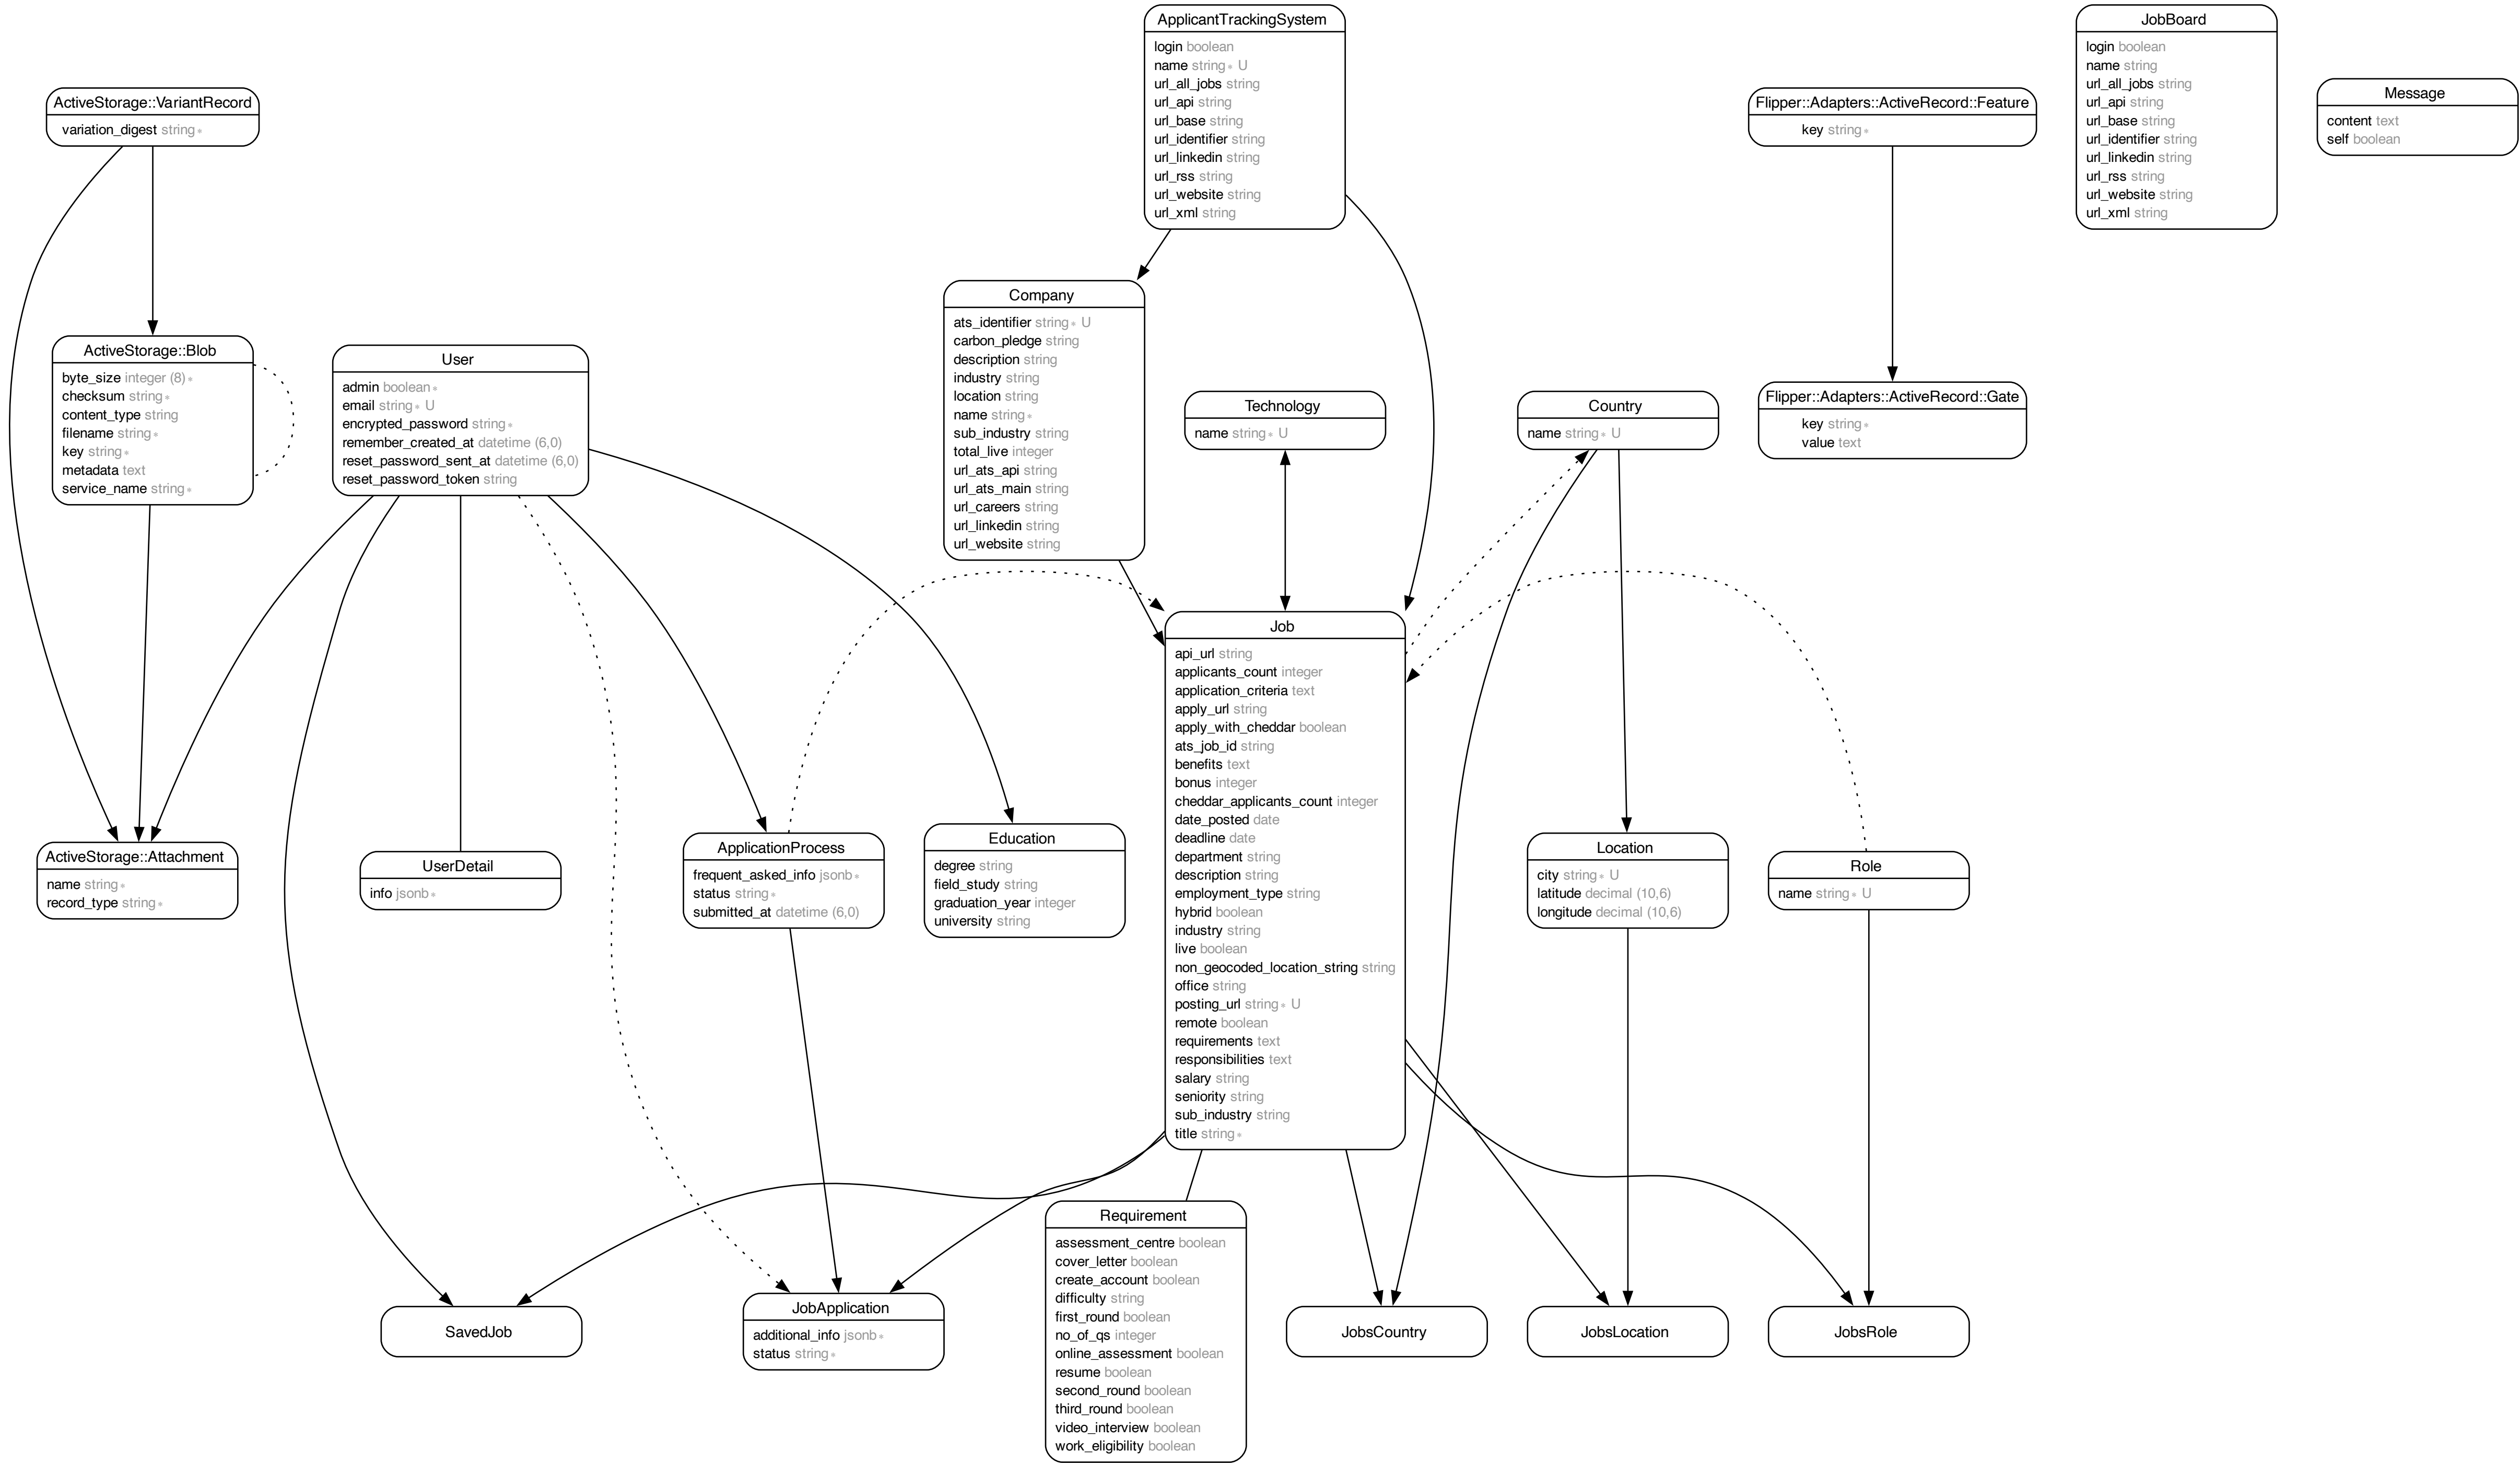 ApplicantTrackingSystem
login boolean
name string∗ U
url_all_jobs string
url_api string
url_base string
url_identifier string
url_linkedin string
url_rss string
url_website string
url_xml string
JobBoard
login boolean
name string
url_all_jobs string
url_api string
url_base string
url_identifier string
url_linkedin string
url_rss string
url_website string
url_xml string
Message
content text
self boolean
ActiveStorage::VariantRecord
variation_digest string∗
Flipper::Adapters::ActiveRecord::Feature
key string∗
Company
ats_identifier string∗ U
carbon_pledge string
description string
industry string
location string
name string∗
sub_industry string
total_live integer
url_ats_api string
url_ats_main string
url_careers string
url_linkedin string
url_website string
ActiveStorage::Blob
byte_size integer (8)∗
checksum string∗
content_type string
filename string∗
key string∗
metadata text
service_name string∗
User
admin boolean∗
email string∗ U
encrypted_password string∗
remember_created_at datetime (6,0)
reset_password_sent_at datetime (6,0)
reset_password_token string
Technology
name string∗ U
Country
name string∗ U
Flipper::Adapters::ActiveRecord::Gate
key string∗
value text
Job
api_url string
applicants_count integer
application_criteria text
apply_url string
apply_with_cheddar boolean
ats_job_id string
benefits text
bonus integer
cheddar_applicants_count integer
date_posted date
deadline date
department string
description string
employment_type string
hybrid boolean
industry string
live boolean
non_geocoded_location_string string
office string
posting_url string∗ U
remote boolean
requirements text
responsibilities text
salary string
seniority string
sub_industry string
title string∗
ActiveStorage::Attachment
name string∗
record_type string∗
UserDetail
info jsonb∗
ApplicationProcess
frequent_asked_info jsonb∗
status string∗
submitted_at datetime (6,0)
Education
degree string
field_study string
graduation_year integer
university string
Location
city string∗ U
latitude decimal (10,6)
longitude decimal (10,6)
Role
name string∗ U
SavedJob
JobApplication
additional_info jsonb∗
status string∗
Requirement
assessment_centre boolean
cover_letter boolean
create_account boolean
difficulty string
first_round boolean
no_of_qs integer
online_assessment boolean
resume boolean
second_round boolean
third_round boolean
video_interview boolean
work_eligibility boolean
JobsCountry
JobsLocation
JobsRole